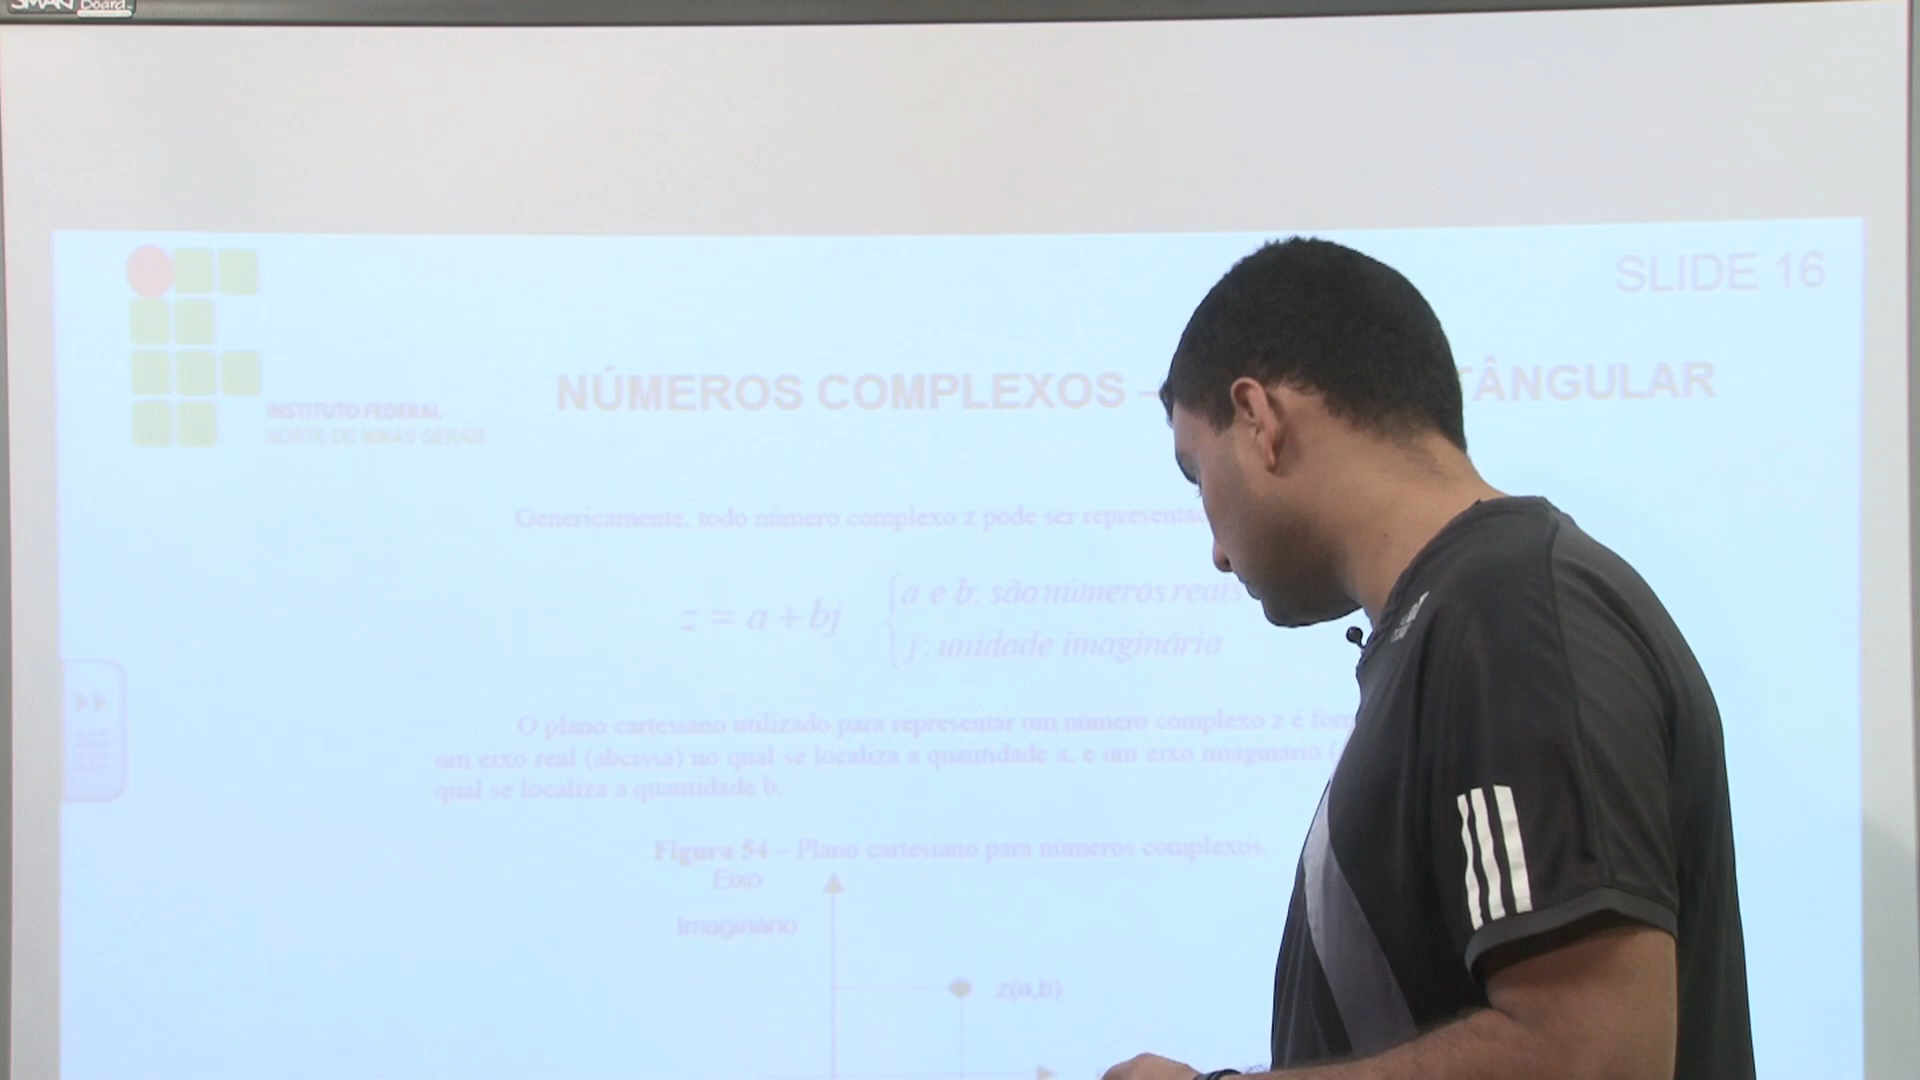 SMART Board
SLIDE 16
NÚMEROS COMPLEXOS – TÂNGULAR
INSTITUTO FEDERAL
NORTE DE MINAS GERAIS
Genericamente, todo número complexo z pode ser representad
z = a + bj
a e b: são números reais
j: unidade imaginária
O plano cartesiano utilizado para representar um número complexo z é for
um eixo real (abcissa) no qual se localiza a quantidade a, e um eixo imaginário (
qual se localiza a quantidade b.
Figura 54 – Plano cartesiano para números complexos.
Eixo
Imaginário
z(a,b)